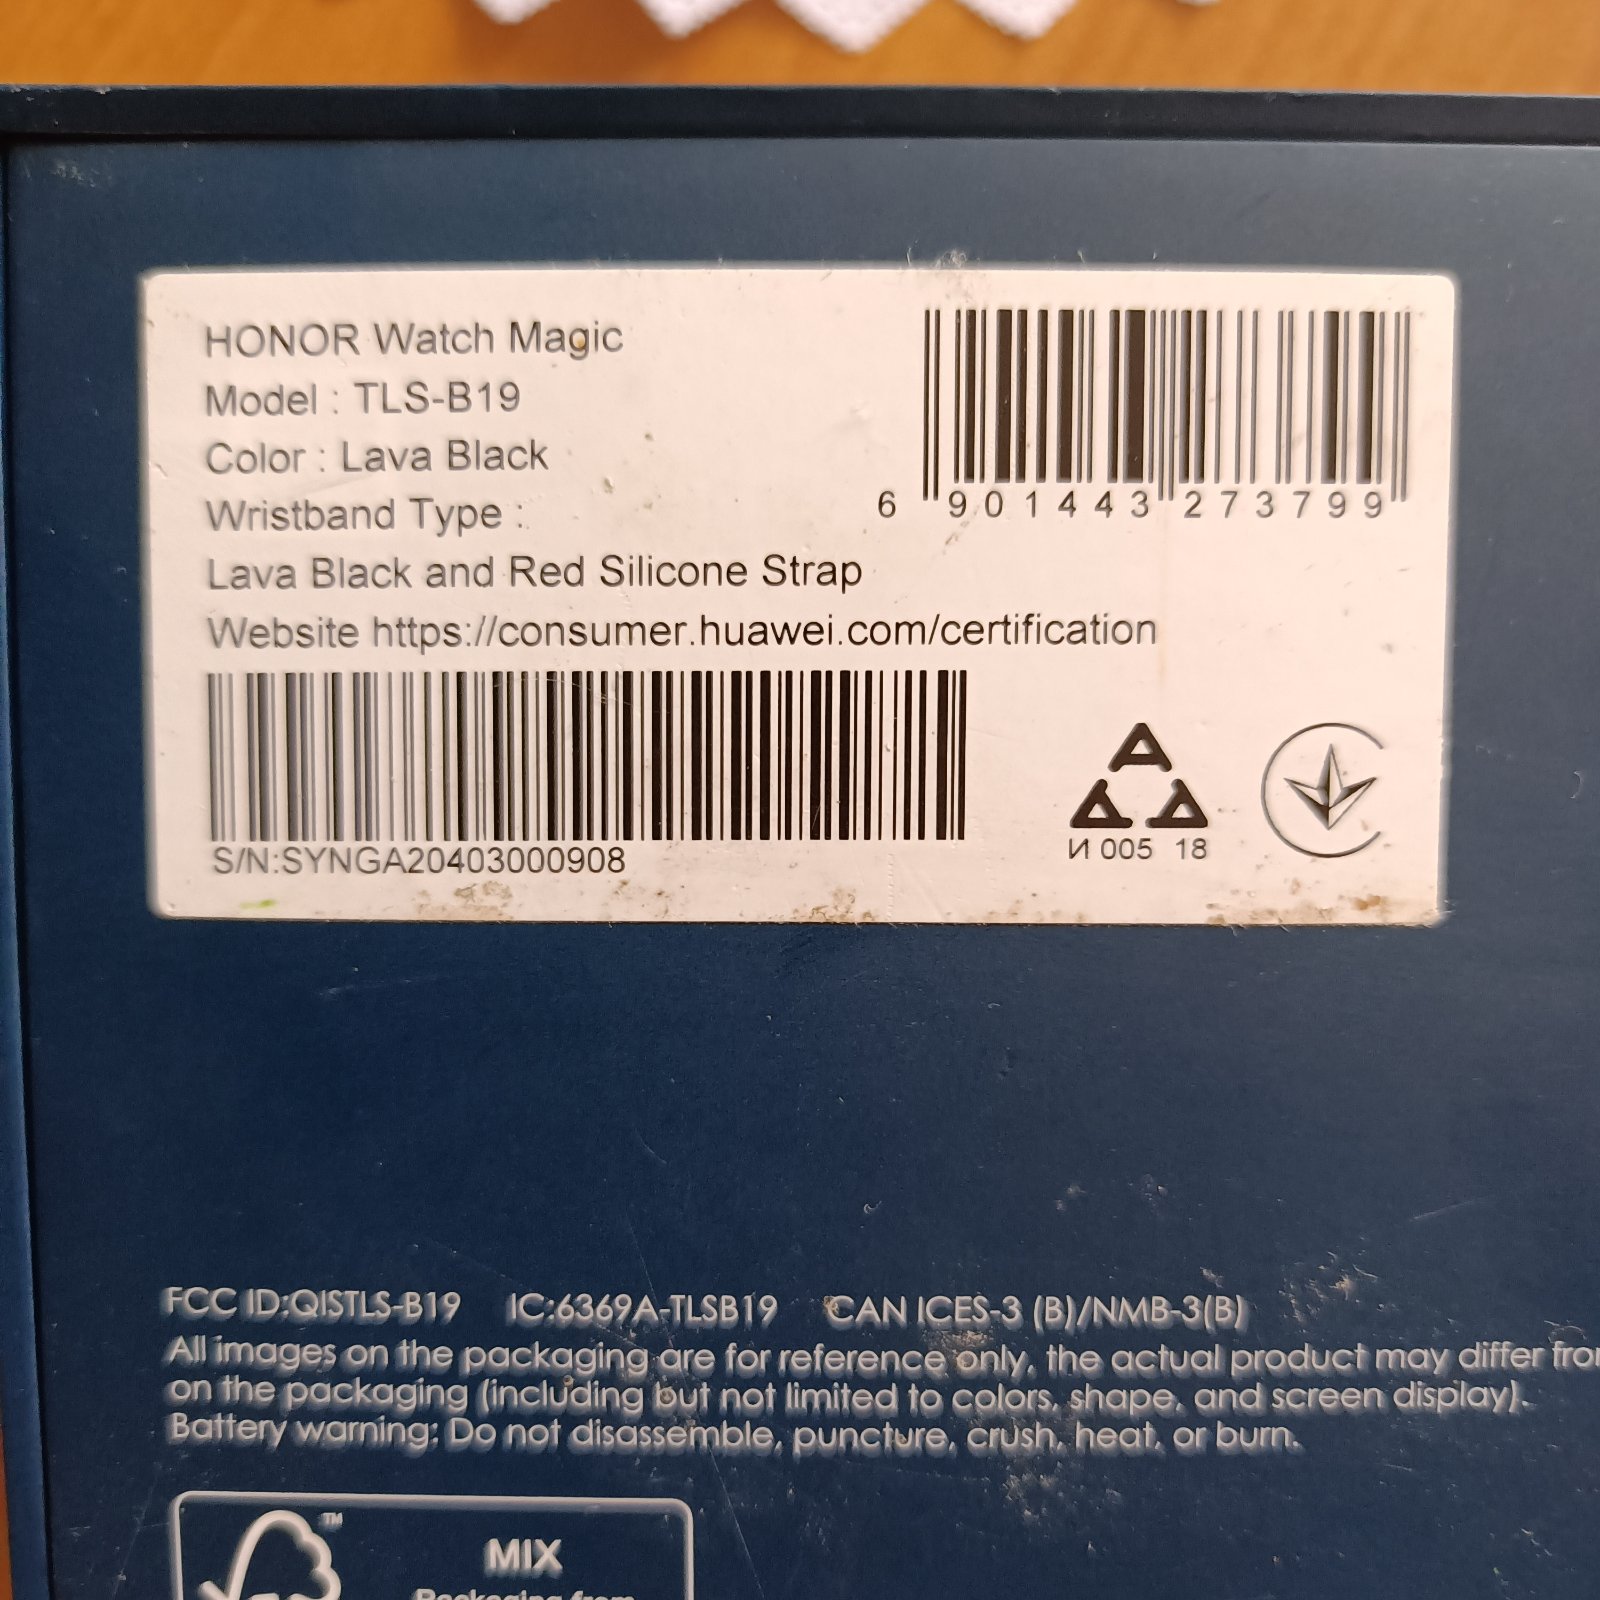 HONOR Watch Magic
Model : TLS-B19
Color : Lava Black
Wristband Type :
Lava Black and Red Silicone Strap
Website https://consumer.huawei.com/certification
6 901443 273799
S/N:SYNGA20403000908
И 005 18
FCC ID:QISTLS-B19 IC:6369A-TLSB19 CAN ICES-3 (B)/NMB-3(B)
All images on the packaging are for reference only, the actual product may differ from
on the packaging (including but not limited to colors, shape, and screen display).
Battery warning: Do not disassemble, puncture, crush, heat, or burn.
TM
MIX
Packaging from